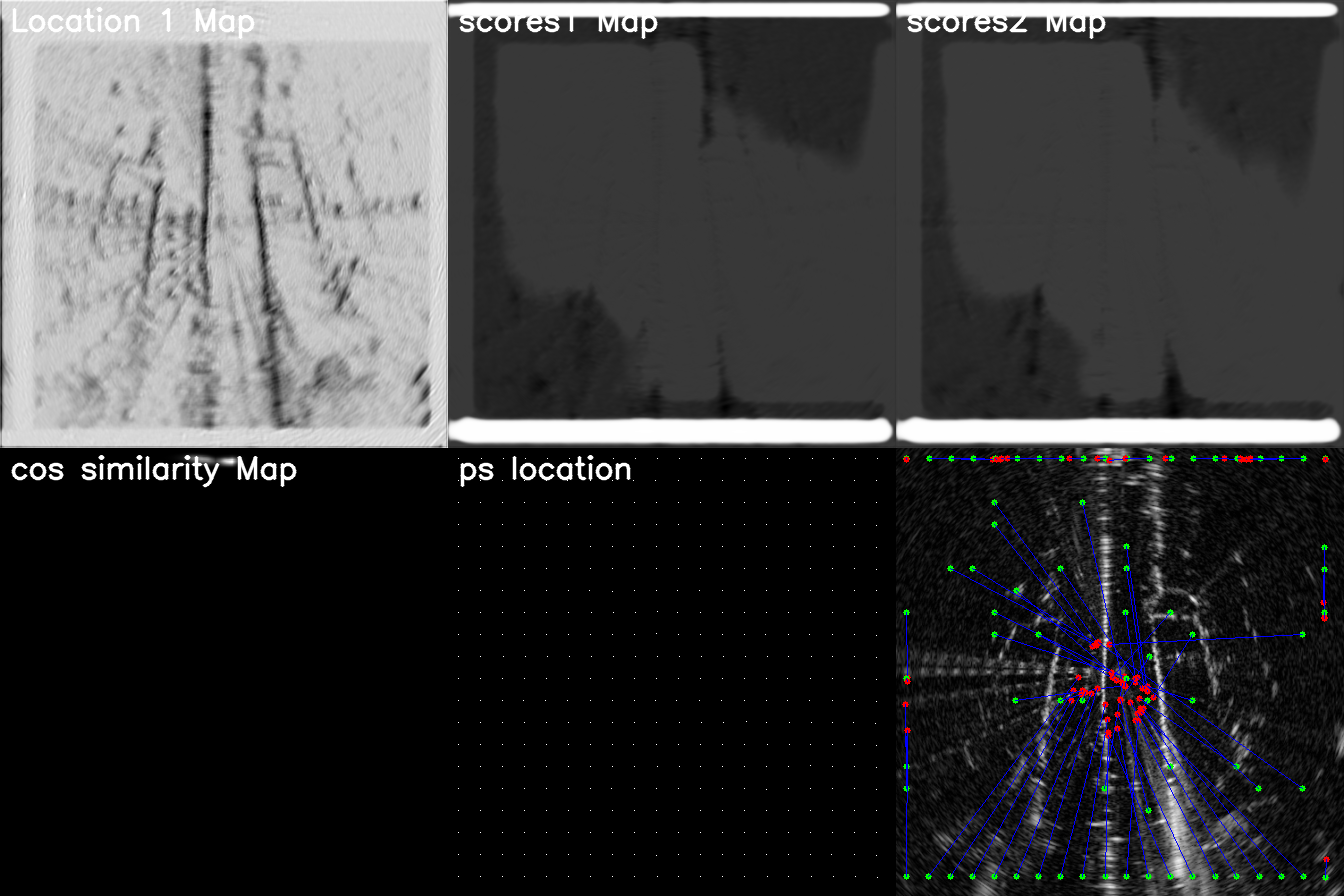 Location 1 Map
scores1 Map
scores2 Map
cos similarity Map
ps location